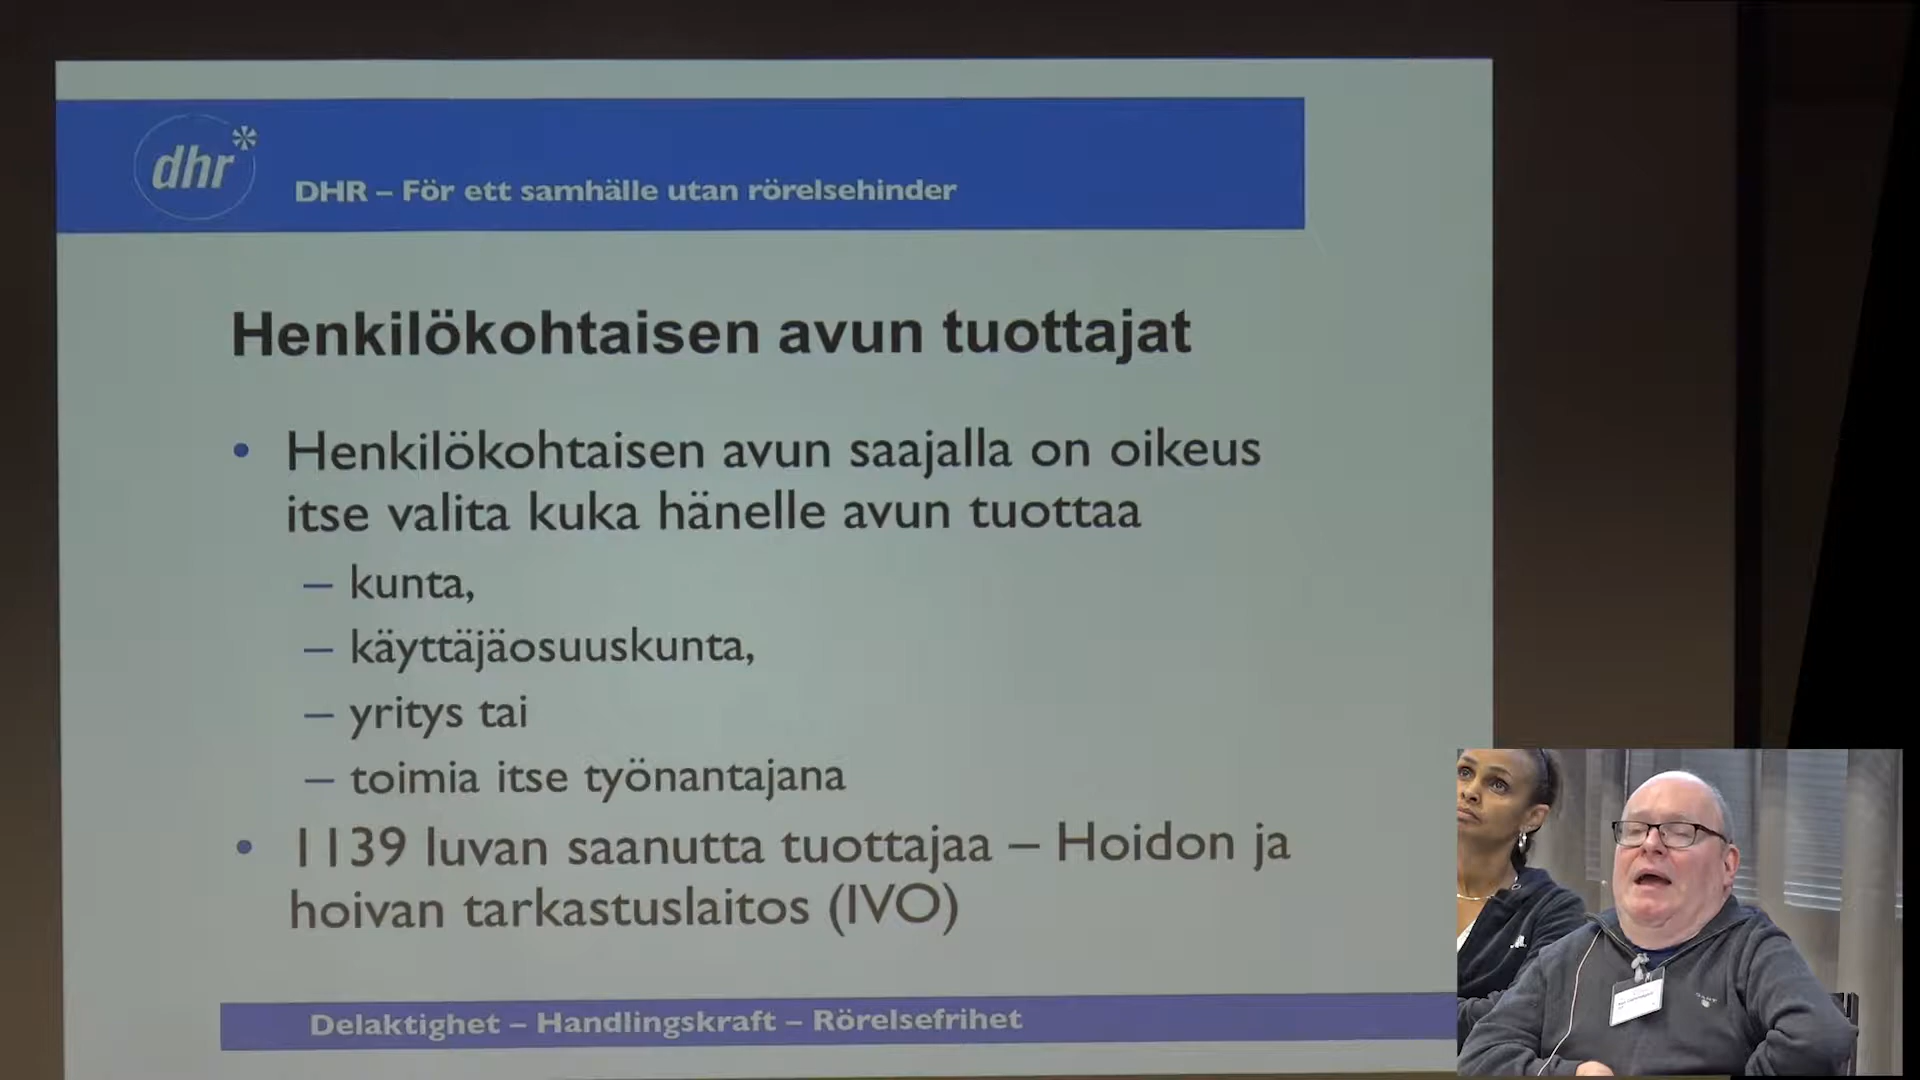 dhr
DHR – För ett samhälle utan rörelsehinder
Henkilökohtaisen avun tuottajat
• Henkilökohtaisen avun saajalla on oikeus
itse valita kuka hänelle avun tuottaa
– kunta,
– käyttäjäosuuskunta,
– yritys tai
– toimia itse työnantajana
• 1139 luvan saanutta tuottajaa – Hoidon ja
hoivan tarkastuslaitos (IVO)
Delaktighet – Handlingskraft – Rörelsefrihet